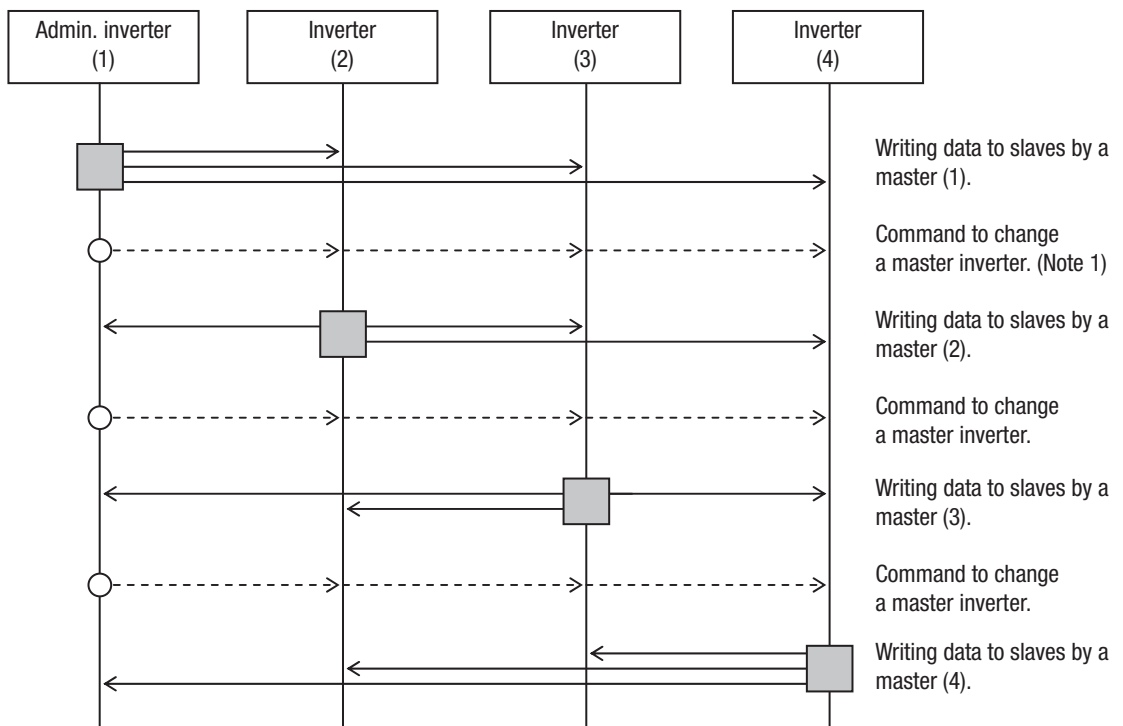 Admin. inverter
(1)
Inverter
(2)
Inverter
(3)
Inverter
(4)
Writing data to slaves by a
master (1).
Command to change
a master inverter. (Note 1)
Writing data to slaves by a
master (2).
Command to change
a master inverter.
Writing data to slaves by a
master (3).
Command to change
a master inverter.
Writing data to slaves by a
master (4).